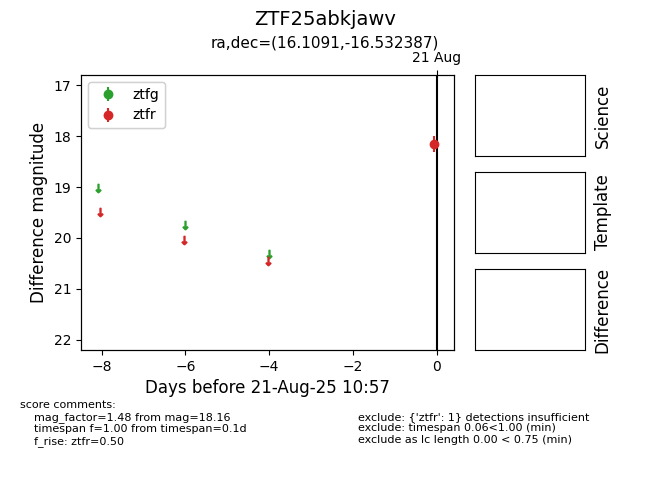 ZTF25abkjawv
ra,dec=(16.1091,-16.532387)
21 Aug
ztfg
ztfr
17
18
19
20
21
22
Difference magnitude
−8
−6
−4
−2
0
Days before 21-Aug-25 10:57
Science
Template
Difference
score comments:
mag_factor=1.48 from mag=18.16
timespan f=1.00 from timespan=0.1d
f_rise: ztfr=0.50
exclude: {'ztfr': 1} detections insufficient
exclude: timespan 0.06<1.00 (min)
exclude as lc length 0.00 < 0.75 (min)